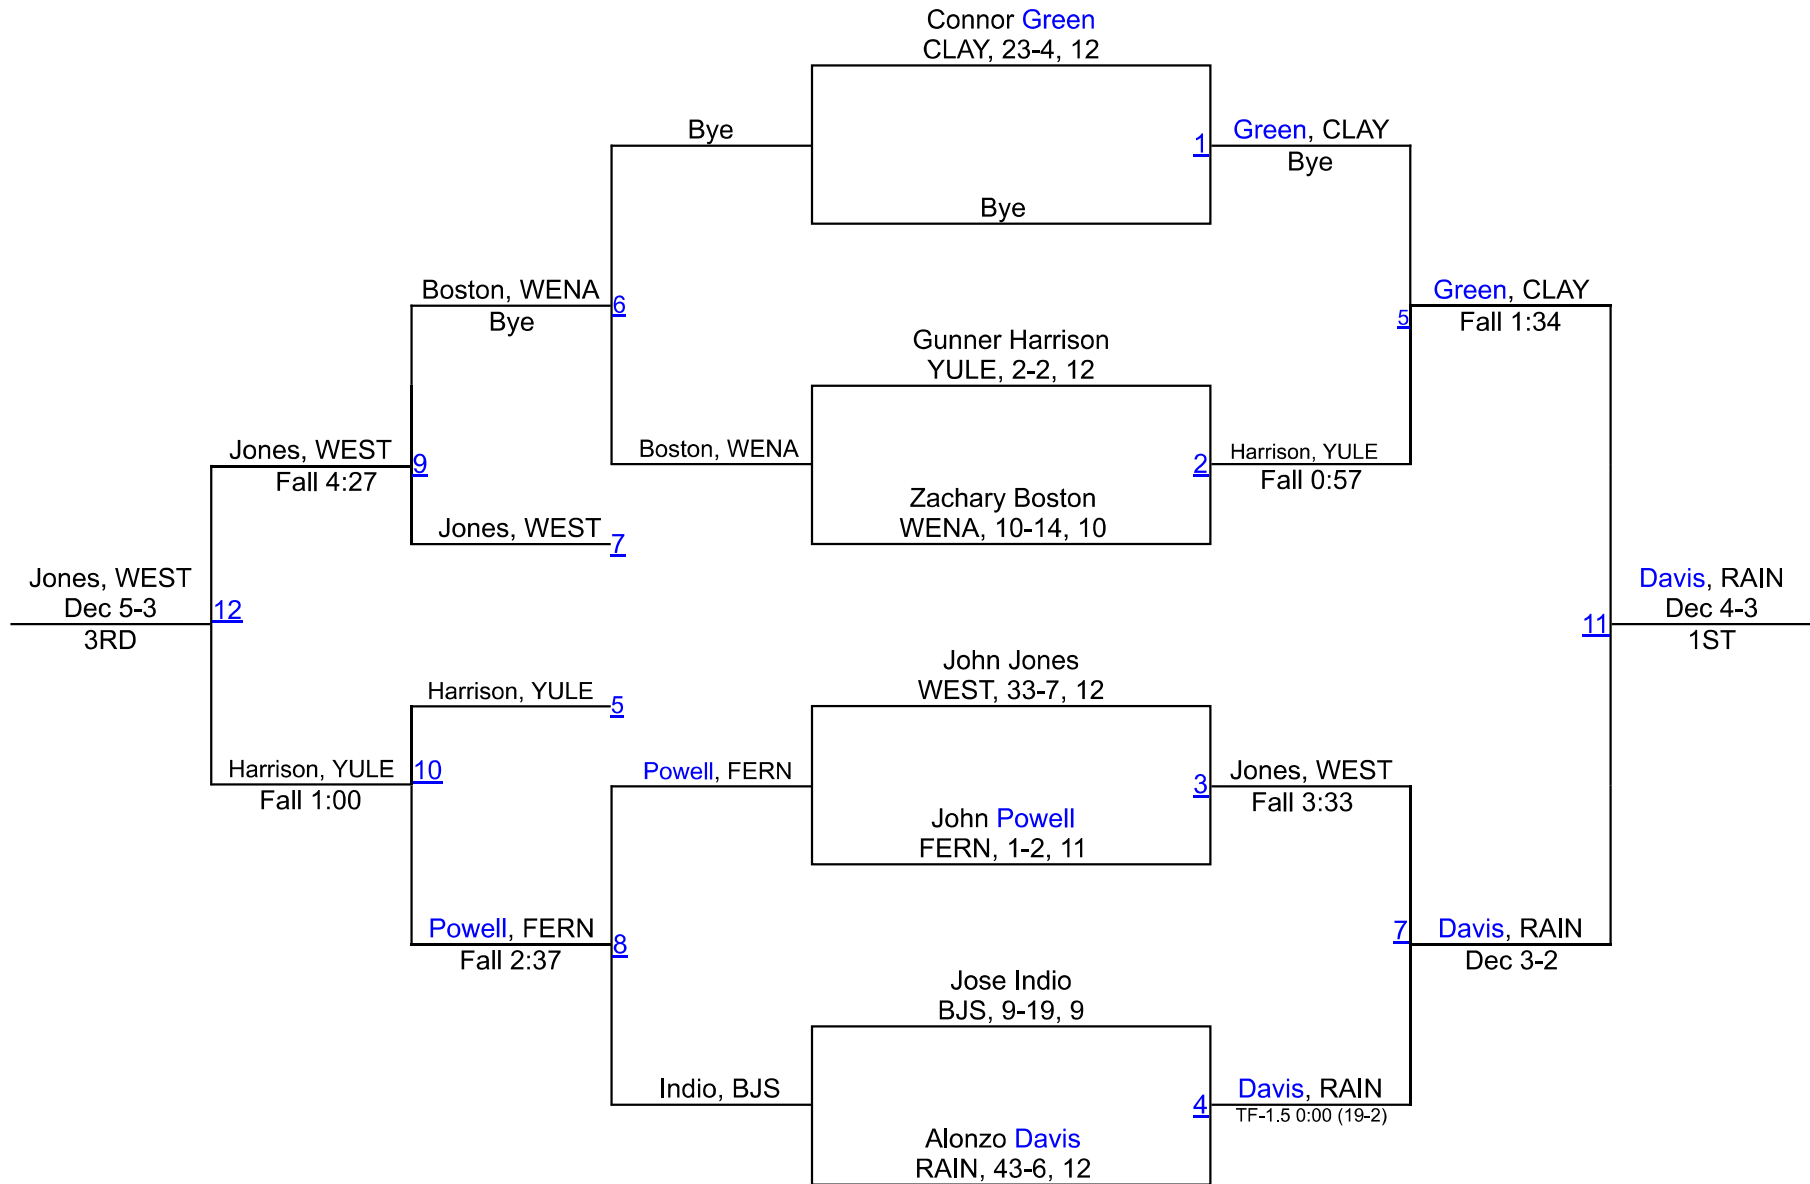 Connor Green
CLAY, 23-4, 12
Bye
1
Green, CLAY
Bye
Bye
Boston, WENA
Bye
6
Green, CLAY
Fall 1:34
5
Gunner Harrison
YULE, 2-2, 12
Jones, WEST
Fall 4:27
9
Boston, WENA
2
Harrison, YULE
Fall 0:57
Zachary Boston
WENA, 10-14, 10
Jones, WEST
7
Jones, WEST
Dec 5-3
3RD
12
Davis, RAIN
Dec 4-3
1ST
11
John Jones
WEST, 33-7, 12
Harrison, YULE
5
Harrison, YULE
Fall 1:00
10
Powell, FERN
3
Jones, WEST
Fall 3:33
John Powell
FERN, 1-2, 11
Powell, FERN
Fall 2:37
8
7
Davis, RAIN
Dec 3-2
Jose Indio
BJS, 9-19, 9
Indio, BJS
4
Davis, RAIN
TF-1.5 0:00 (19-2)
Alonzo Davis
RAIN, 43-6, 12